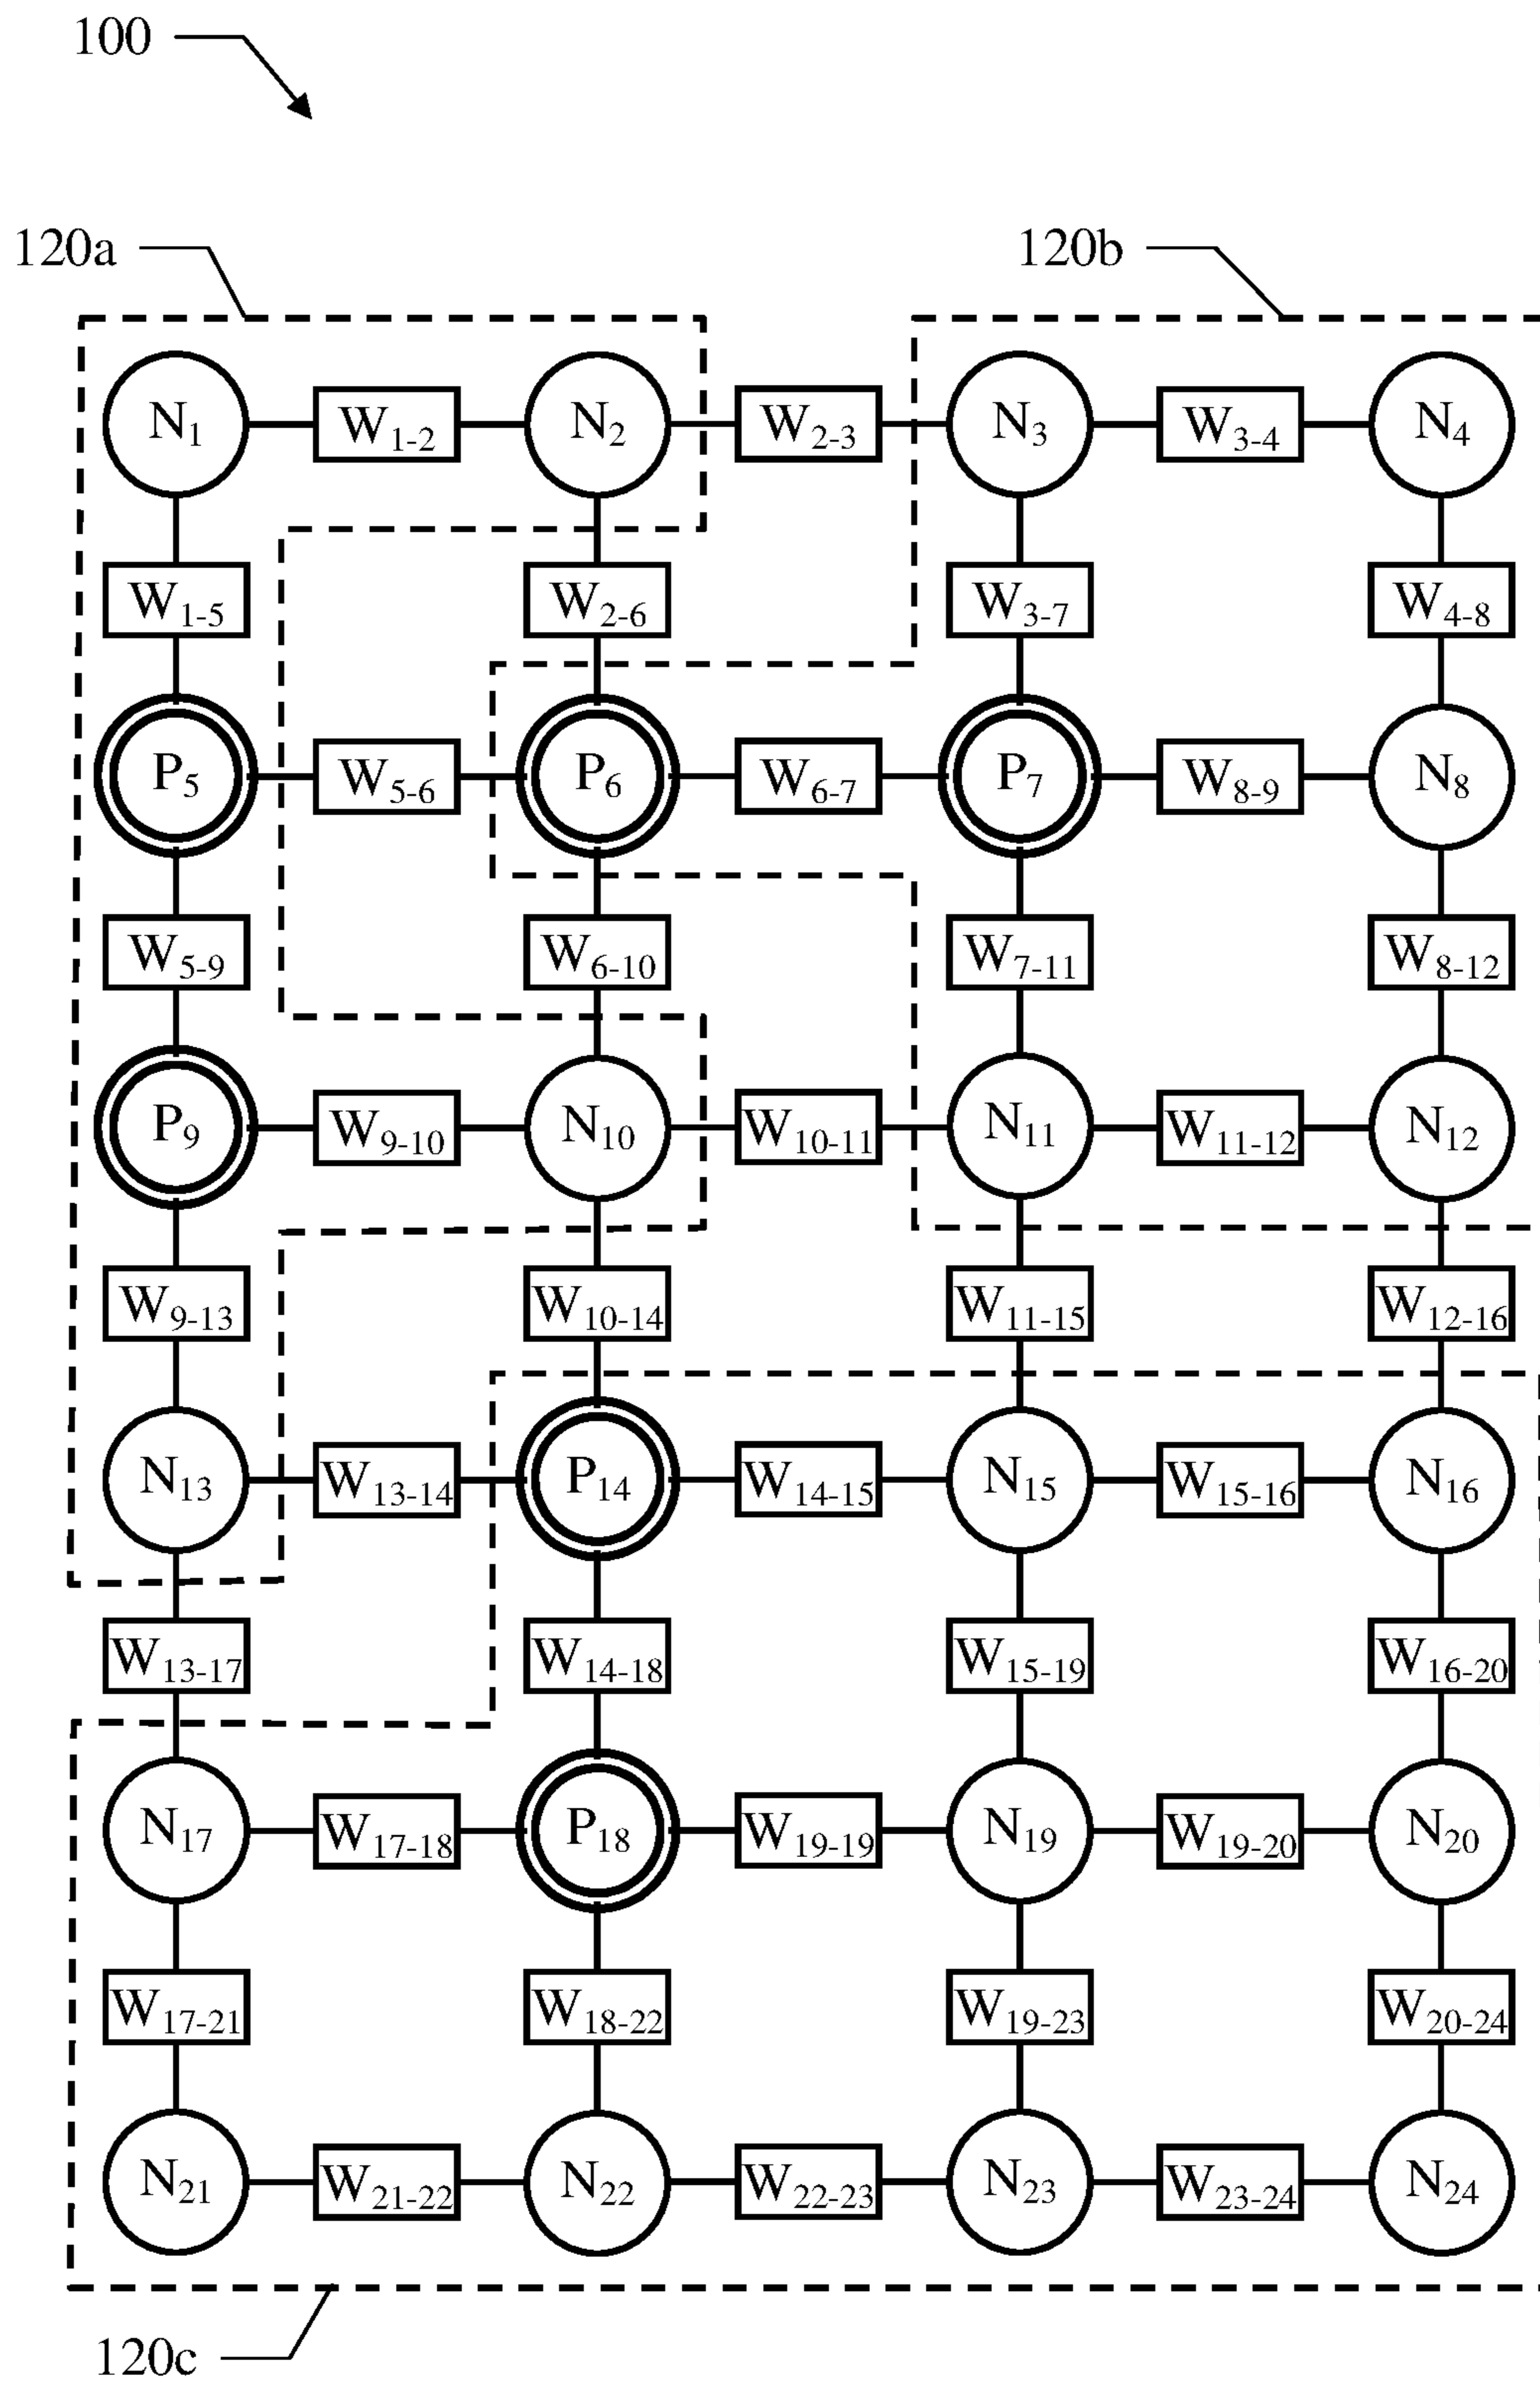 100
120a 120b
N1 W1-2 N2 W2-3 N3 W3-4 N4
W1-5 W2-6 W3-7 W4-8
P5 W5-6 P6 W6-7 P7 W8-9 N8
W5-9 W6-10 W7-11 W8-12
P9 W9-10 N10 W10-11 N11 W11-12 N12
W9-13 W10-14 W11-15 W12-16
N13 W13-14 P14 W14-15 N15 W15-16 N16
W13-17 W14-18 W15-19 W16-20
N17 W17-18 P18 W19-19 N19 W19-20 N20
W17-21 W18-22 W19-23 W20-24
N21 W21-22 N22 W22-23 N23 W23-24 N24
120c